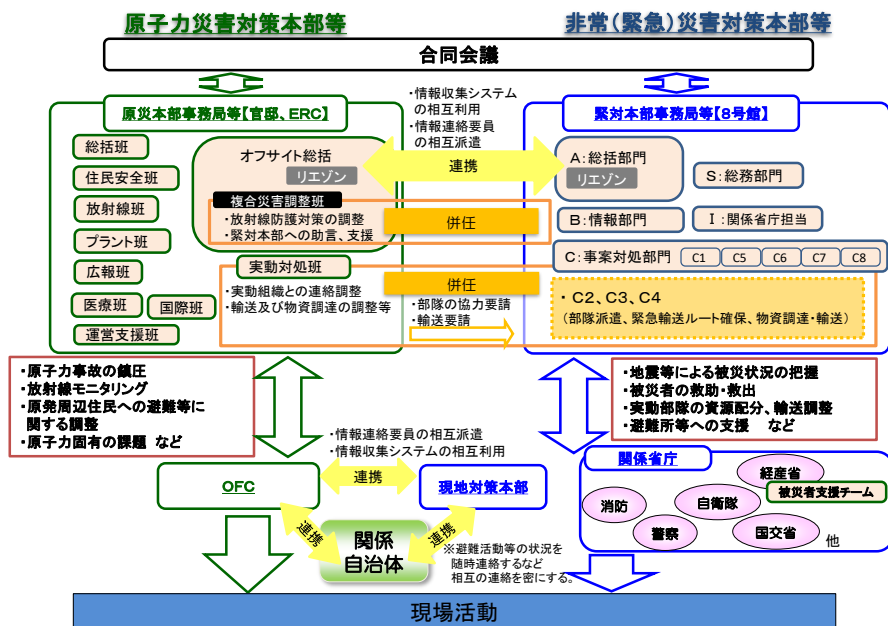 原子力災害対策本部等
非常(緊急)災害対策本部等
合同会議
原災本部事務局等【官邸、ERC】
総括班
住民安全班
放射線班
プラント班
広報班
医療班
国際班
運営支援班
オフサイト総括
リエゾン
複合災害調整班
・放射線防護対策の調整
・緊対本部への助言、支援
実動対処班
・実動組織との連絡調整
・輸送及び物資調達の調整等
・情報収集システム
の相互利用
・情報連絡要員
の相互派遣
連携
併任
併任
・部隊の協力要請
・輸送要請
緊対本部事務局等【8号館】
A:総括部門
リエゾン
S:総務部門
B:情報部門
I:関係省庁担当
C:事案対処部門
C1
C5
C6
C7
C8
・C2、C3、C4
(部隊派遣、緊急輸送ルート確保、物資調達・輸送)
・原子力事故の鎮圧
・放射線モニタリング
・原発周辺住民への避難等に
関する調整
・原子力固有の課題 など
・地震等による被災状況の把握
・被災者の救助・救出
・実動部隊の資源配分、輸送調整
・避難所等への支援 など
・情報連絡要員の相互派遣
・情報収集システムの相互利用
OFC
連携
現地対策本部
連携
関係
自治体
連携
※避難活動等の状況を
随時連絡するなど
相互の連絡を密にする。
関係省庁
経産省
被災者支援チーム
消防
自衛隊
警察
国交省
他
現場活動